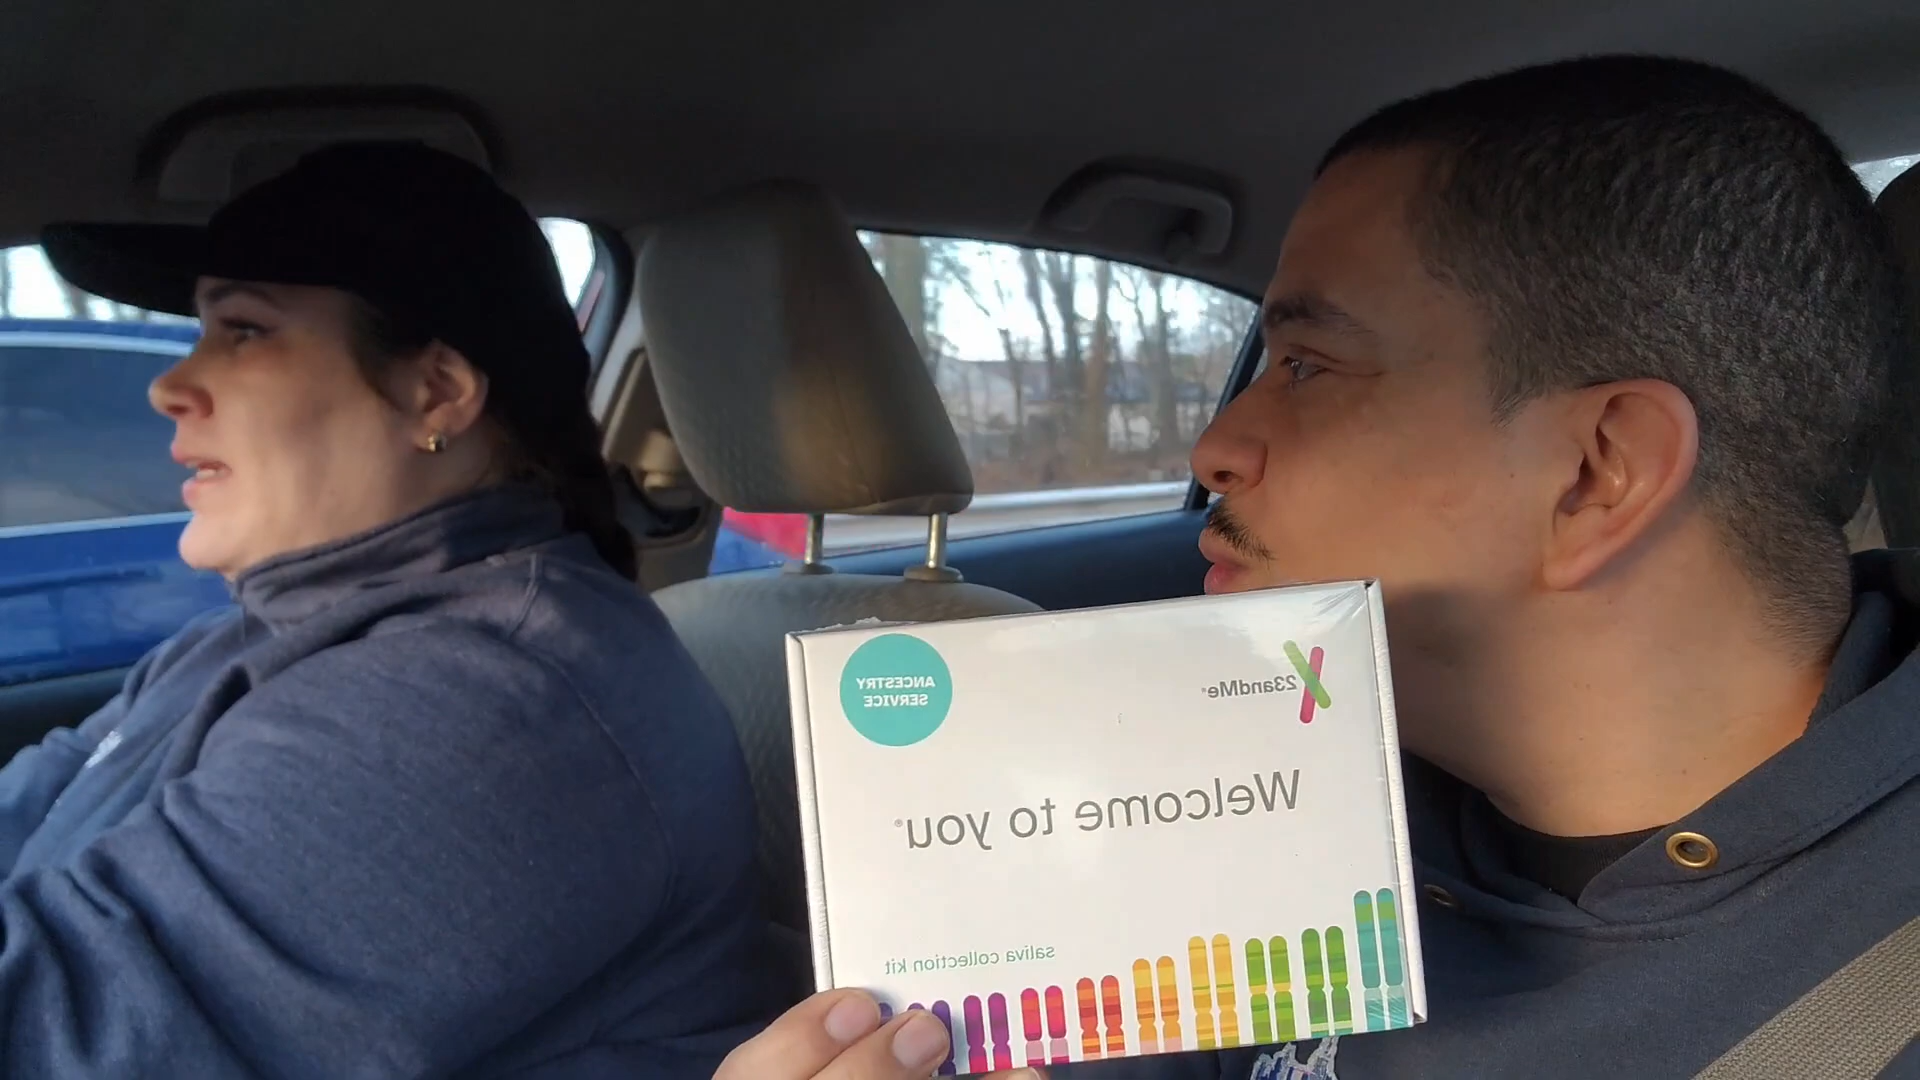 23andMe®
ANCESTRY
SERVICE
Welcome to you®
saliva collection kit